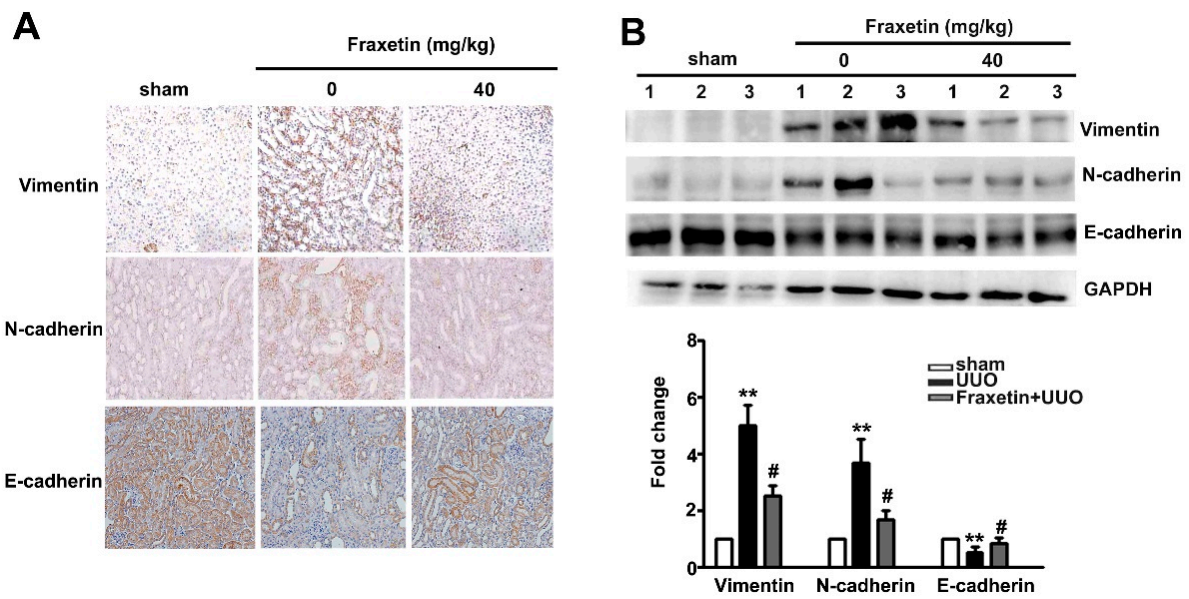 A
Fraxetin (mg/kg)
sham 0 40
Vimentin
N-cadherin
E-cadherin
B
Fraxetin (mg/kg)
sham 0 40
1 2 3 1 2 3 1 2 3
Vimentin
N-cadherin
E-cadherin
GAPDH
8
6
4
2
0
Fold change
sham
UUO
Fraxetin+UUO
** # ** # ** #
Vimentin N-cadherin E-cadherin